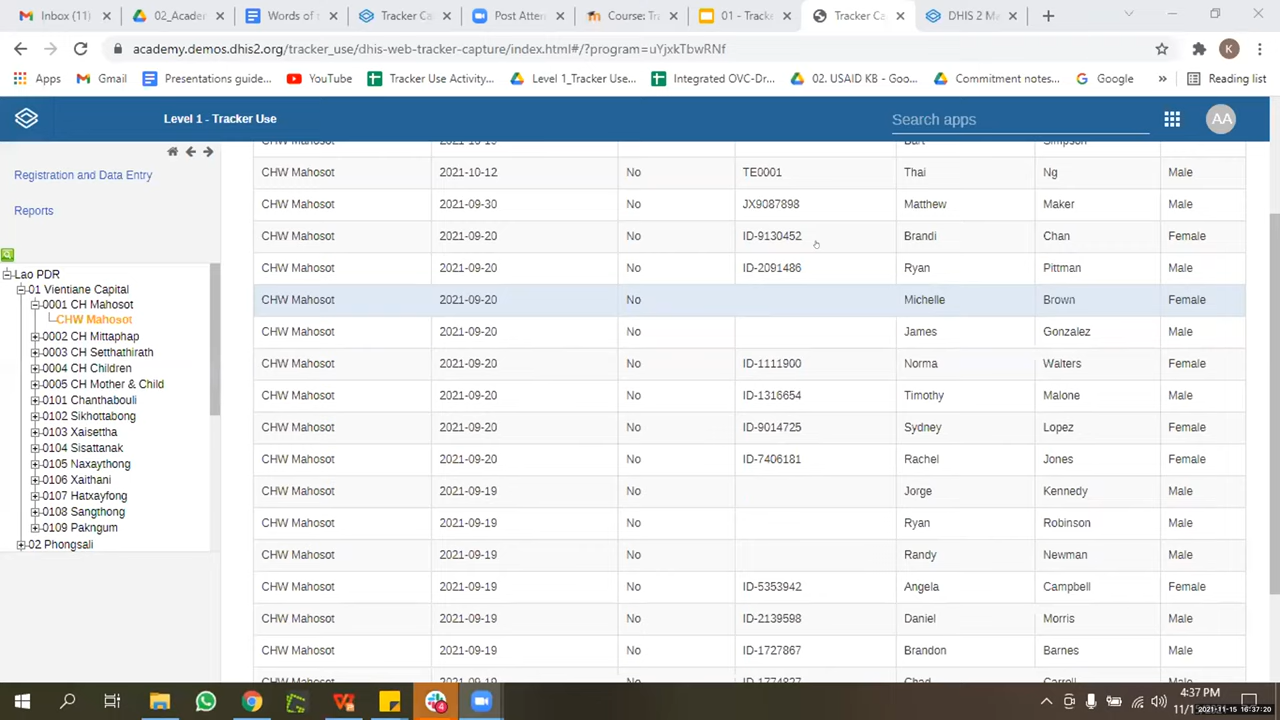 Inbox (11)
02_Academ
Words of
Tracker Ca
Post Atten
Course: Tra
01 - Tracke
Tracker Ca
DHIS 2 Ma
academy.demos.dhis2.org/tracker_use/dhis-web-tracker-capture/index.html#/?program=uYjxkTbwRNf
K
Apps
Gmail
Presentations guide...
YouTube
Tracker Use Activity...
Level 1_Tracker Use...
Integrated OVC-Dr...
02. USAID KB - Goo...
Commitment notes...
Google
»
Reading list
Level 1 - Tracker Use
Search apps
AA
Registration and Data Entry
Reports
Lao PDR
01 Vientiane Capital
0001 CH Mahosot
CHW Mahosot
0002 CH Mittaphap
0003 CH Setthathirath
0004 CH Children
0005 CH Mother & Child
0101 Chanthabouli
0102 Sikhottabong
0103 Xaisettha
0104 Sisattanak
0105 Naxaythong
0106 Xaithani
0107 Hatxayfong
0108 Sangthong
0109 Pakngum
02 Phongsali
CHW Mahosot 2021-10-12 No TE0001 Thai Ng Male
CHW Mahosot 2021-09-30 No JX9087898 Matthew Maker Male
CHW Mahosot 2021-09-20 No ID-9130452 Brandi Chan Female
CHW Mahosot 2021-09-20 No ID-2091486 Ryan Pittman Male
CHW Mahosot 2021-09-20 No Michelle Brown Female
CHW Mahosot 2021-09-20 No James Gonzalez Male
CHW Mahosot 2021-09-20 No ID-1111900 Norma Walters Female
CHW Mahosot 2021-09-20 No ID-1316654 Timothy Malone Male
CHW Mahosot 2021-09-20 No ID-9014725 Sydney Lopez Female
CHW Mahosot 2021-09-20 No ID-7406181 Rachel Jones Female
CHW Mahosot 2021-09-19 No Jorge Kennedy Male
CHW Mahosot 2021-09-19 No Ryan Robinson Male
CHW Mahosot 2021-09-19 No Randy Newman Male
CHW Mahosot 2021-09-19 No ID-5353942 Angela Campbell Female
CHW Mahosot 2021-09-19 No ID-2139598 Daniel Morris Male
CHW Mahosot 2021-09-19 No ID-1727867 Brandon Barnes Male
4
4:37 PM
2021-11-15 16:37:20